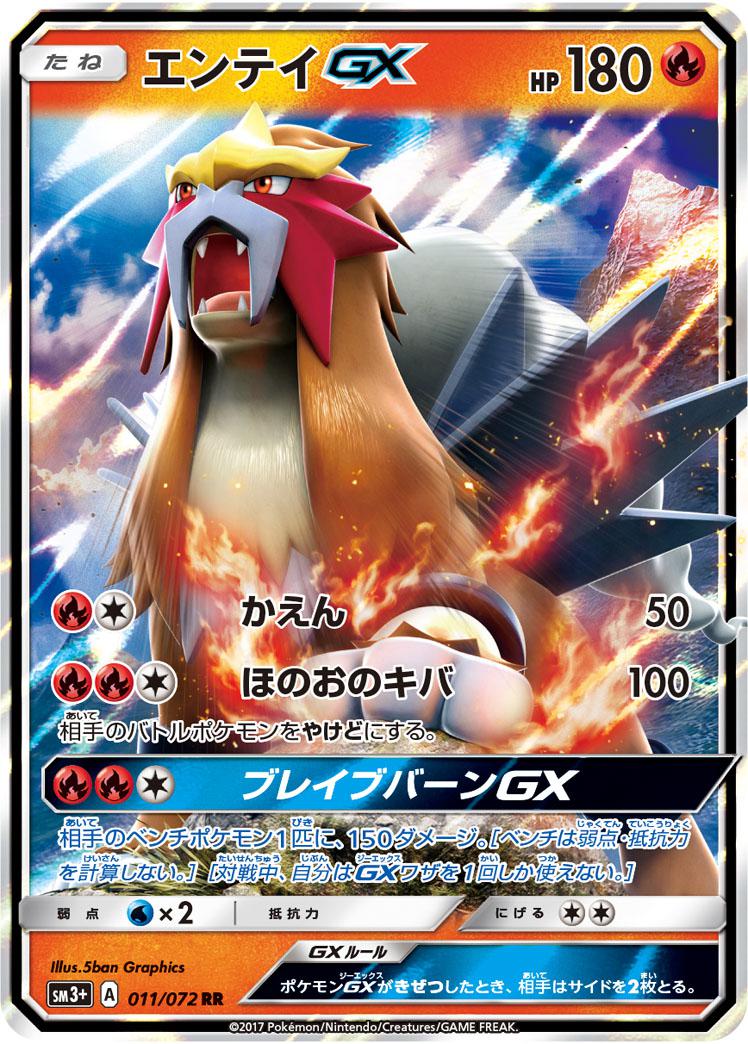 たね エンテイGX HP180
かえん 50
ほのおのキバ 100
相手のバトルポケモンをやけどにする。
ブレイブバーンGX
相手のベンチポケモン1匹に、150ダメージ。[ベンチは弱点・抵抗力
を計算しない。] [対戦中、自分はGXワザを1回しか使えない。]
弱点 ×2 抵抗力 にげる
Illus.5ban Graphics
GXルール
ポケモンGXがきぜつしたとき、相手はサイドを2枚とる。
SM3+ A 011/072 RR
©2017 Pokémon/Nintendo/Creatures/GAME FREAK.